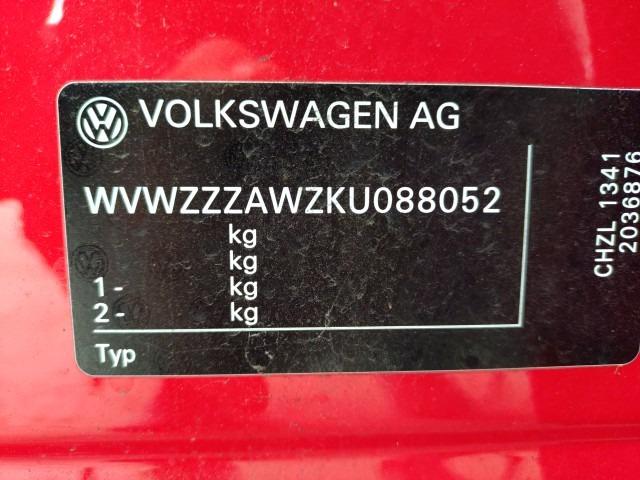 VOLKSWAGEN AG
WVWZZZAWZKU088052
kg
kg
1 - kg
2 - kg
Typ
CHZL 1341
2036876